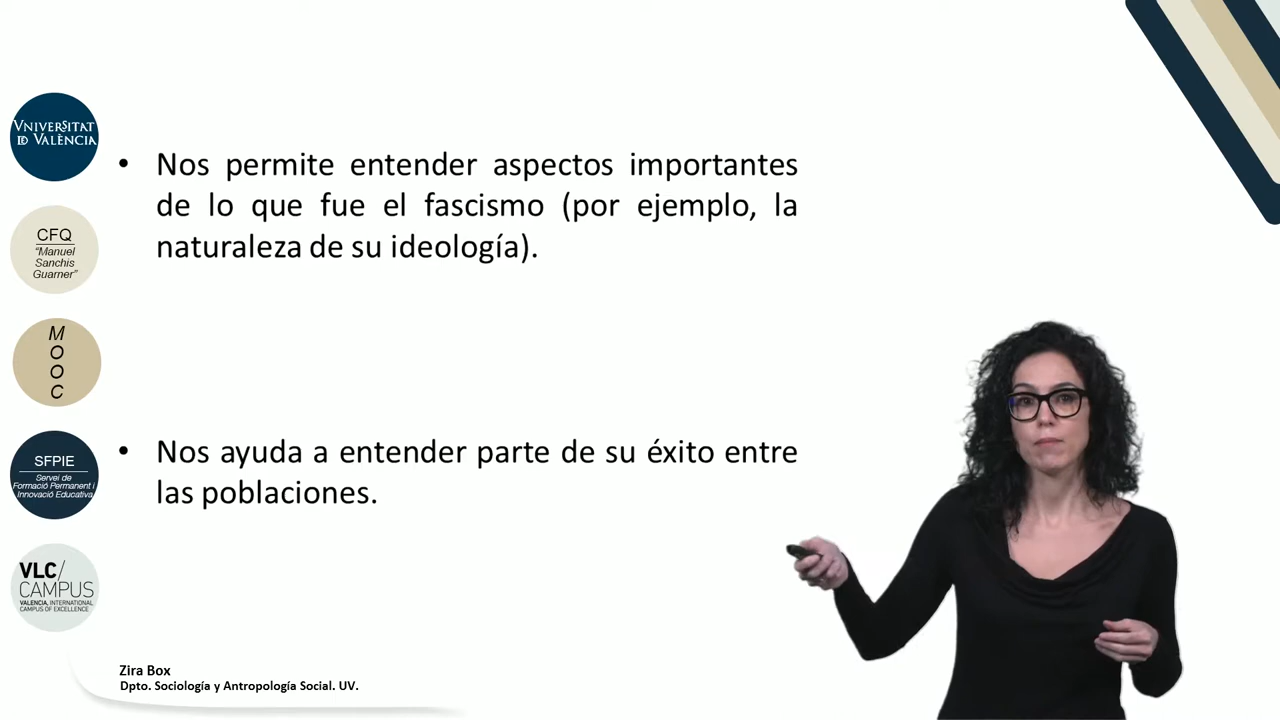 VNIVERSITAT
ID VALÈNCIA
CFQ
“Manuel
Sanchis
Guarner”
M
O
O
C
SFPIE
Servei de
Formació Permanent i
Innovació Educativa
VLC/
CAMPUS
VALENCIA, INTERNATIONAL
CAMPUS OF EXCELLENCE
• Nos permite entender aspectos importantes
de lo que fue el fascismo (por ejemplo, la
naturaleza de su ideología).
• Nos ayuda a entender parte de su éxito entre
las poblaciones.
Zira Box
Dpto. Sociología y Antropología Social. UV.